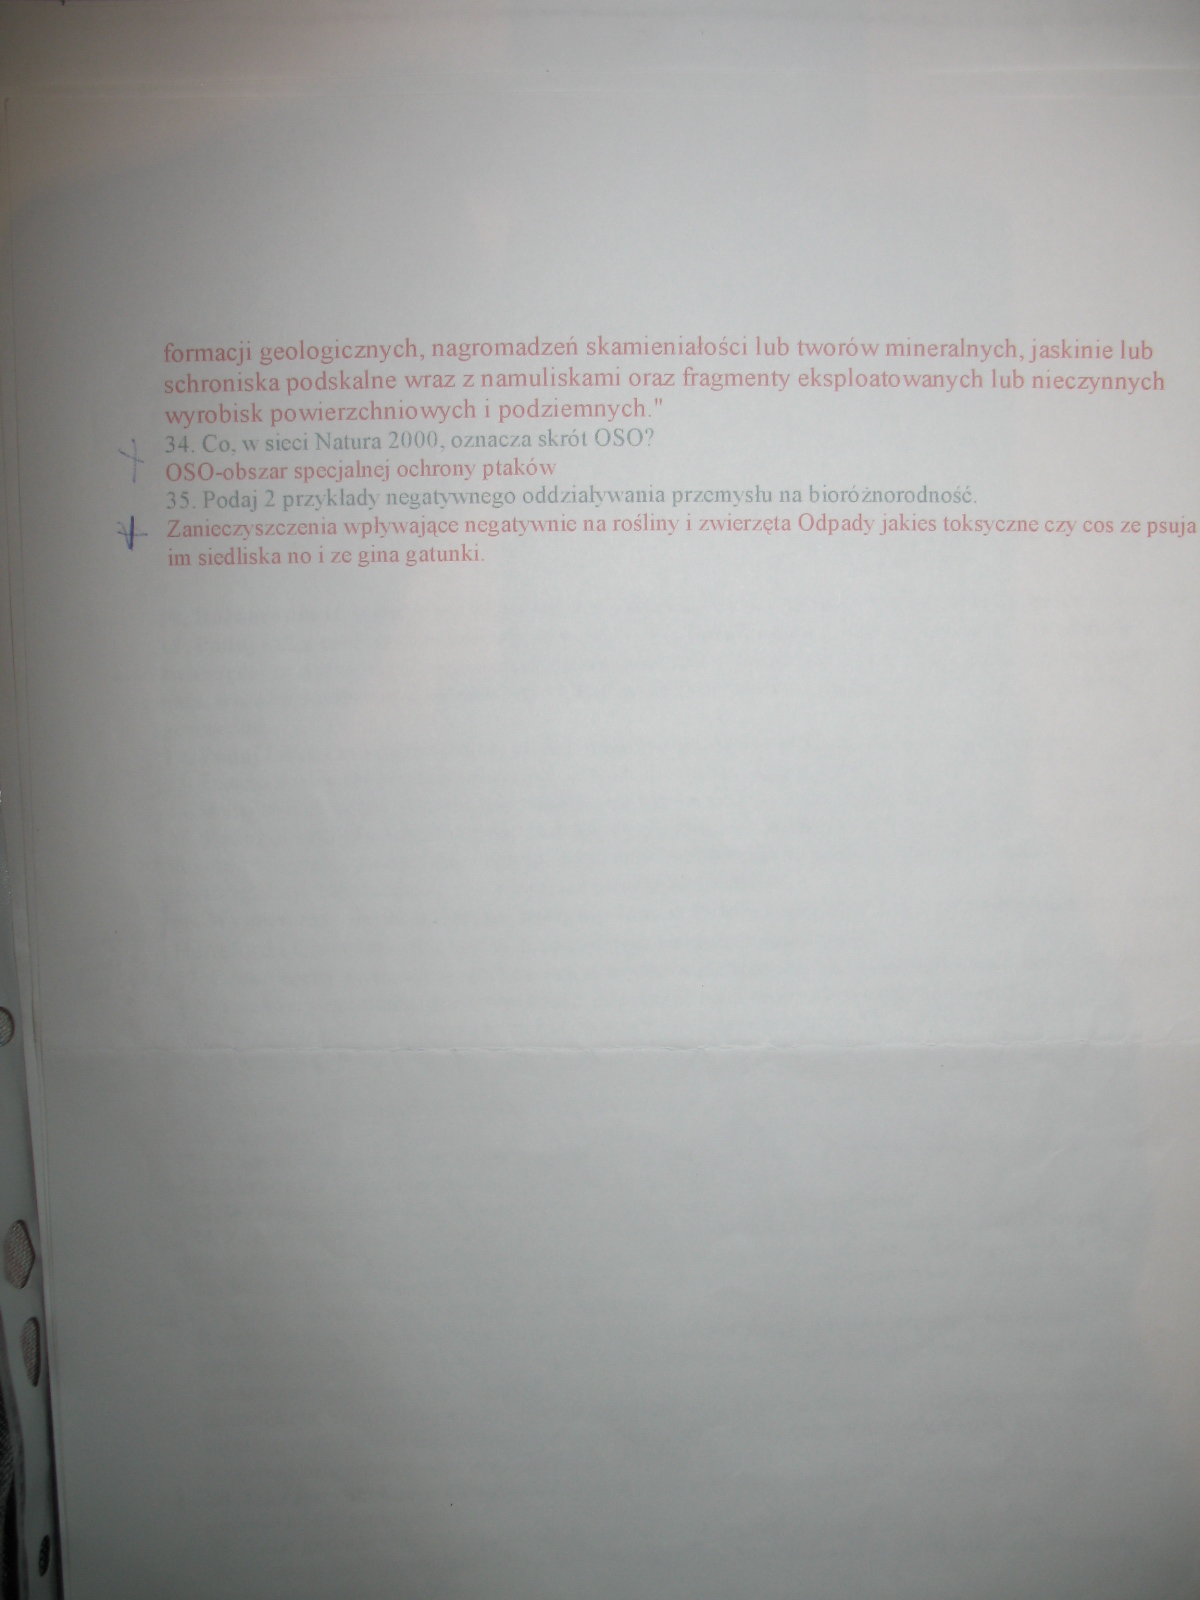 formacji geologicznych, nagromadzeń skamieniałości lub tworów mineralnych, jaskinie lub
schroniska podskalne wraz z namuliskami oraz fragmenty eksploatowanych lub nieczynnych
wyrobisk powierzchniowych i podziemnych."
34. Co, w sieci Natura 2000, oznacza skrót OSO?
OSO-obszar specjalnej ochrony ptaków
35. Podaj 2 przykłady negatywnego oddziaływania przemysłu na bioróżnorodność.
Zanieczyszczenia wpływające negatywnie na rośliny i zwierzęta Odpady jakies toksyczne czy cos ze psuja
im siedliska no i ze gina gatunki.